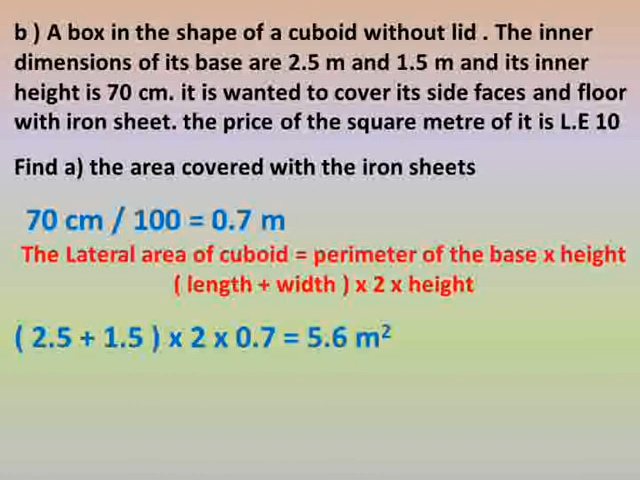 b ) A box in the shape of a cuboid without lid . The inner
dimensions of its base are 2.5 m and 1.5 m and its inner
height is 70 cm. it is wanted to cover its side faces and floor
with iron sheet. the price of the square metre of it is L.E 10
Find a) the area covered with the iron sheets
70 cm / 100 = 0.7 m
The Lateral area of cuboid = perimeter of the base x height
( length + width ) x 2 x height
( 2.5 + 1.5 ) x 2 x 0.7 = 5.6 m²